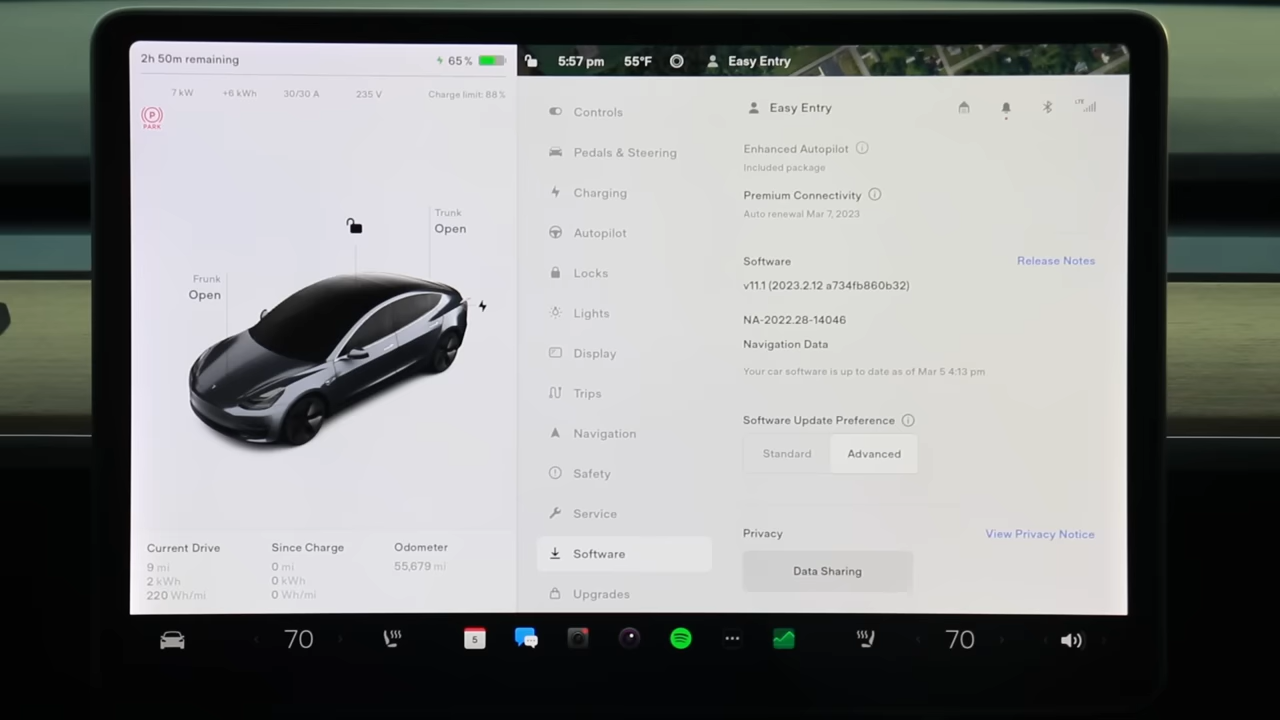 2h 50m remaining
65%
7 kW
+6 kWh
30/30 A
235 V
Charge limit: 88%
PARK
Trunk
Open
Frunk
Open
Current Drive
9 mi
2 kWh
220 Wh/mi
Since Charge
0 mi
0 kWh
0 Wh/mi
Odometer
55,679 mi
5:57 pm
55°F
Easy Entry
Controls
Pedals & Steering
Charging
Autopilot
Locks
Lights
Display
Trips
Navigation
Safety
Service
Software
Upgrades
Easy Entry
LTE
Enhanced Autopilot
Included package
Premium Connectivity
Auto renewal Mar 7, 2023
Software
Release Notes
v11.1 (2023.2.12 a734fb860b32)
NA-2022.28-14046
Navigation Data
Your car software is up to date as of Mar 5 4:13 pm
Software Update Preference
Standard
Advanced
Privacy
View Privacy Notice
Data Sharing
70
5
70